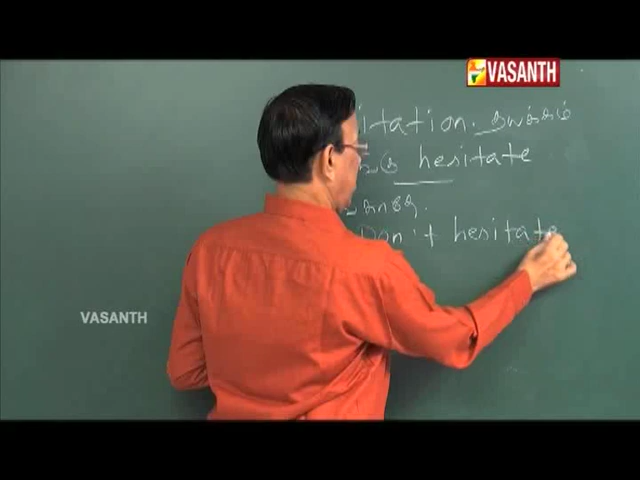 VASANTH
itation. தயக்கம்
ங்கு hesitate
ங்காதே.
Don't hesitate
VASANTH